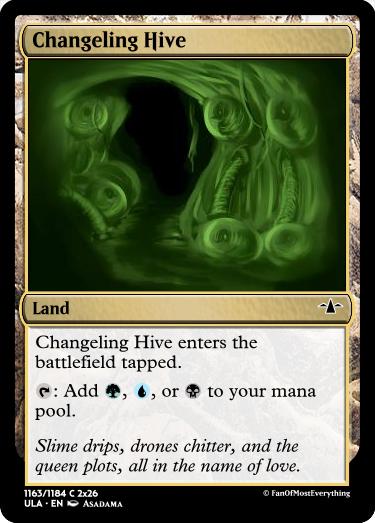 Changeling Hive
Land
Changeling Hive enters the
battlefield tapped.
: Add , , or to your mana
pool.
Slime drips, drones chitter, and the
queen plots, all in the name of love.
1163/1184 C 2x26
ULA • EN Asadama
© FanOfMostEverything